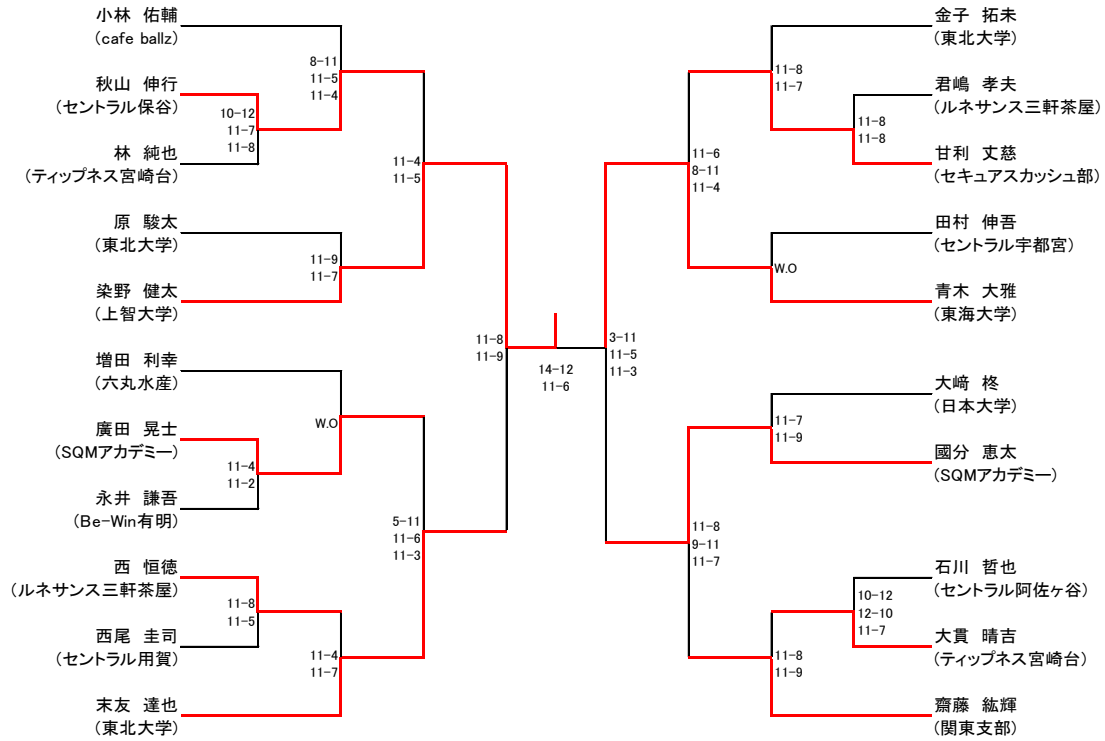 小林 佑輔
(cafe ballz)
8-11
11-5
11-4
秋山 伸行
(セントラル保谷)
10-12
11-7
11-8
林 純也
(ティップネス宮崎台)
11-4
11-5
原 駿太
(東北大学)
11-9
11-7
染野 健太
(上智大学)
11-8
11-9
増田 利幸
(六丸水産)
W.O
廣田 晃士
(SQMアカデミー)
11-4
11-2
永井 謙吾
(Be-Win有明)
5-11
11-6
11-3
西 恒徳
(ルネサンス三軒茶屋)
11-8
11-5
西尾 圭司
(セントラル用賀)
11-4
11-7
末友 達也
(東北大学)
14-12
11-6
金子 拓未
(東北大学)
11-8
11-7
君嶋 孝夫
(ルネサンス三軒茶屋)
11-8
11-8
甘利 丈慈
(セキュアスカッシュ部)
11-6
8-11
11-4
田村 伸吾
(セントラル宇都宮)
W.O
青木 大雅
(東海大学)
3-11
11-5
11-3
大﨑 柊
(日本大学)
11-7
11-9
國分 恵太
(SQMアカデミー)
11-8
9-11
11-7
石川 哲也
(セントラル阿佐ヶ谷)
10-12
12-10
11-7
大貫 晴吉
(ティップネス宮崎台)
11-8
11-9
齋藤 紘輝
(関東支部)